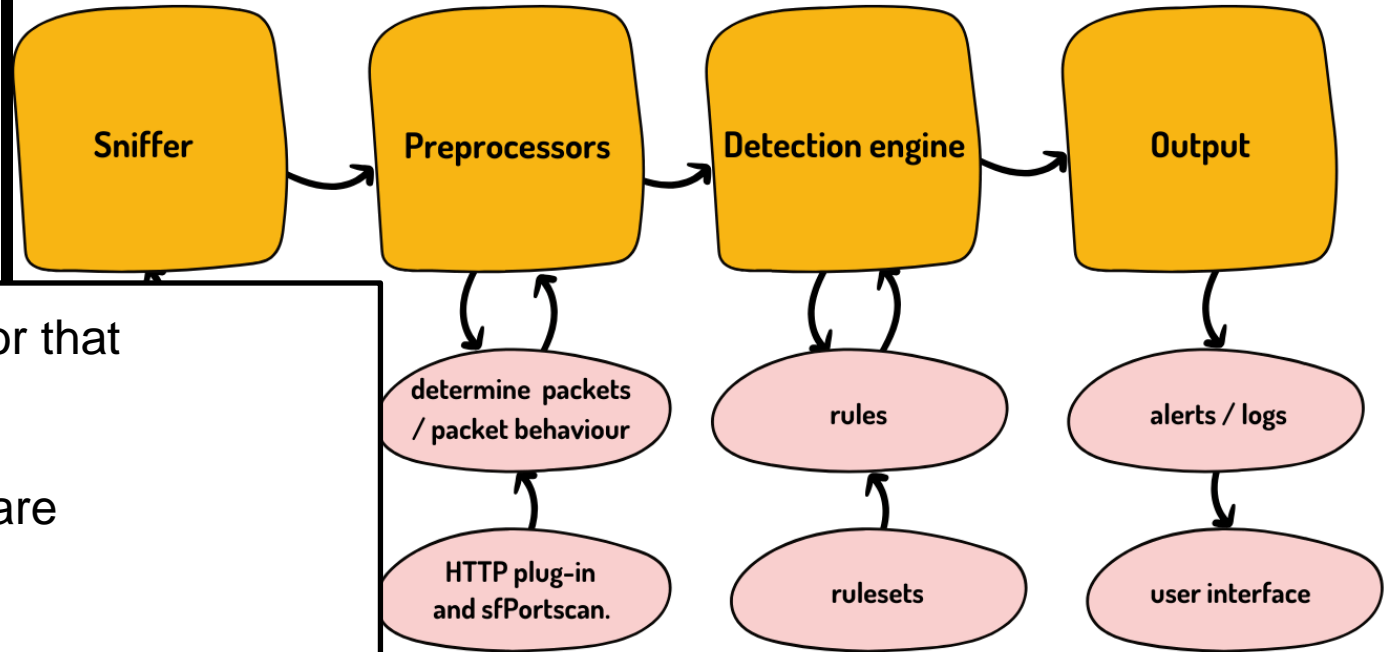 Sniffer
Preprocessors
Detection engine
Output
or that
are
determine packets
/ packet behaviour
rules
alerts / logs
HTTP plug-in
and sfPortscan.
rulesets
user interface